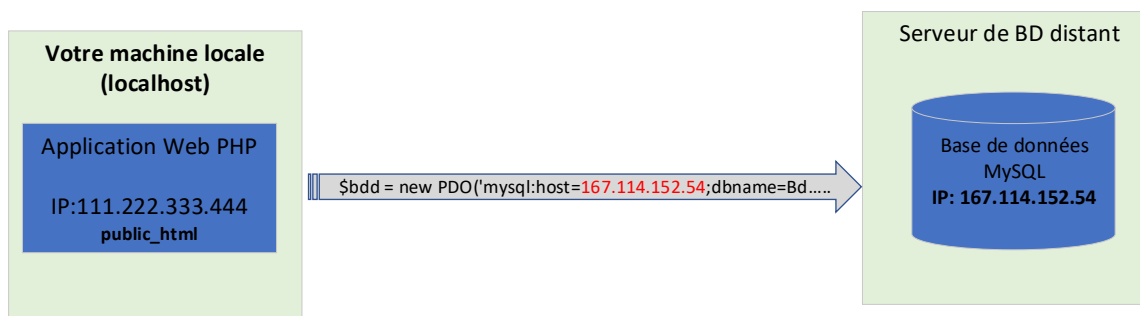 Votre machine locale
(localhost)
Application Web PHP
IP:111.222.333.444
public_html
$bdd = new PDO('mysql:host=167.114.152.54;dbname=Bd.....
Serveur de BD distant
Base de données
MySQL
IP: 167.114.152.54